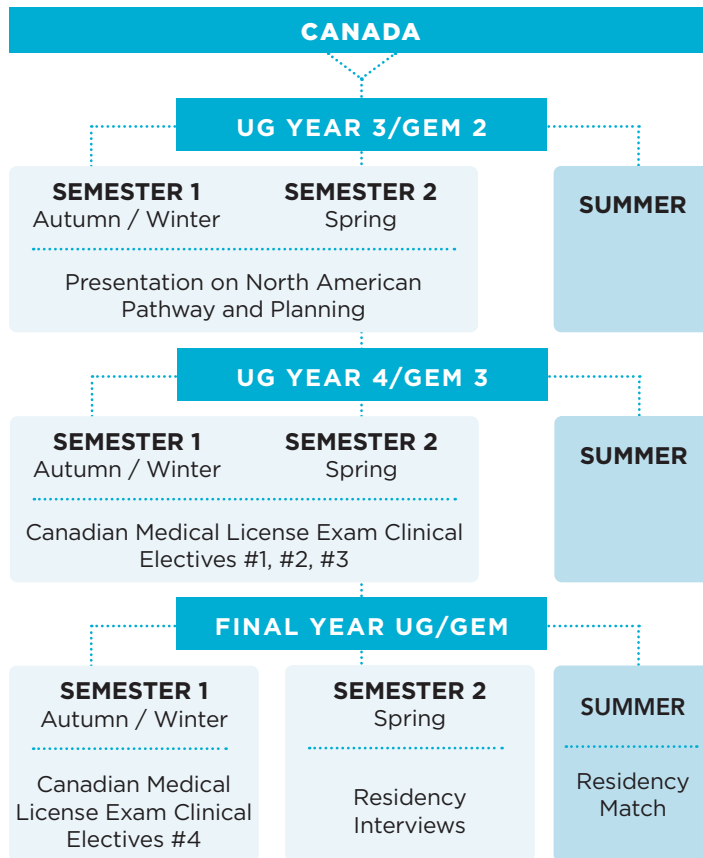 CANADA
UG YEAR 3/GEM 2
SEMESTER 1
Autumn / Winter
SEMESTER 2
Spring
Presentation on North American
Pathway and Planning
SUMMER
UG YEAR 4/GEM 3
SEMESTER 1
Autumn / Winter
SEMESTER 2
Spring
Canadian Medical License Exam Clinical
Electives #1, #2, #3
SUMMER
FINAL YEAR UG/GEM
SEMESTER 1
Autumn / Winter
Canadian Medical
License Exam Clinical
Electives #4
SEMESTER 2
Spring
Residency
Interviews
SUMMER
Residency
Match